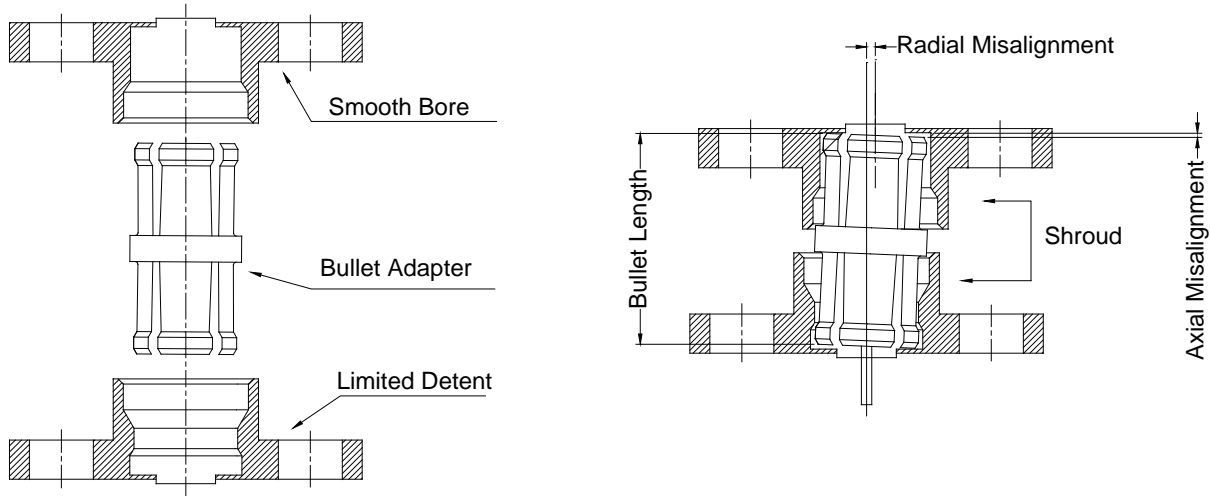 Smooth Bore
Bullet Adapter
Limited Detent
Radial Misalignment
Bullet Length
Shroud
Axial Misalignment